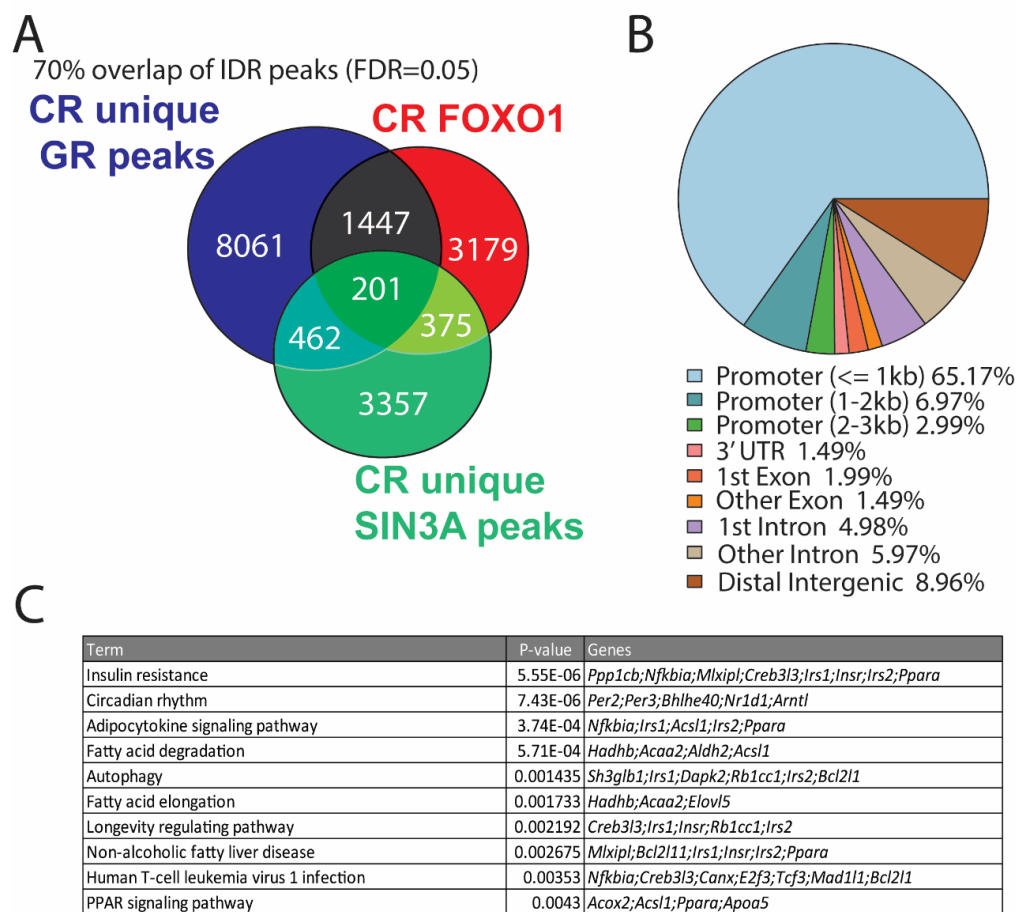 A
70% overlap of IDR peaks (FDR=0.05)
CR unique
GR peaks
CR FOXO1
8061
1447
3179
201
462
375
3357
CR unique
SIN3A peaks
B
Promoter (<= 1kb) 65.17%
Promoter (1-2kb) 6.97%
Promoter (2-3kb) 2.99%
3' UTR 1.49%
1st Exon 1.99%
Other Exon 1.49%
1st Intron 4.98%
Other Intron 5.97%
Distal Intergenic 8.96%
C
Term P-value Genes
Insulin resistance 5.55E-06 Ppp1cb;Nfkbia;Mlxipl;Creb3l3;Irs1;Insr;Irs2;Ppara
Circadian rhythm 7.43E-06 Per2;Per3;Bhlhe40;Nr1d1;Arntl
Adipocytokine signaling pathway 3.74E-04 Nfkbia;Irs1;Acsl1;Irs2;Ppara
Fatty acid degradation 5.71E-04 Hadhb;Acaa2;Aldh2;Acsl1
Autophagy 0.001435 Sh3glb1;Irs1;Dapk2;Rb1cc1;Irs2;Bcl2l1
Fatty acid elongation 0.001733 Hadhb;Acaa2;Elovl5
Longevity regulating pathway 0.002192 Creb3l3;Irs1;Insr;Rb1cc1;Irs2
Non-alcoholic fatty liver disease 0.002675 Mlxipl;Bcl2l11;Irs1;Insr;Irs2;Ppara
Human T-cell leukemia virus 1 infection 0.00353 Nfkbia;Creb3l3;Canx;E2f3;Tcf3;Mad1l1;Bcl2l1
PPAR signaling pathway 0.0043 Acox2;Acsl1;Ppara;Apoa5